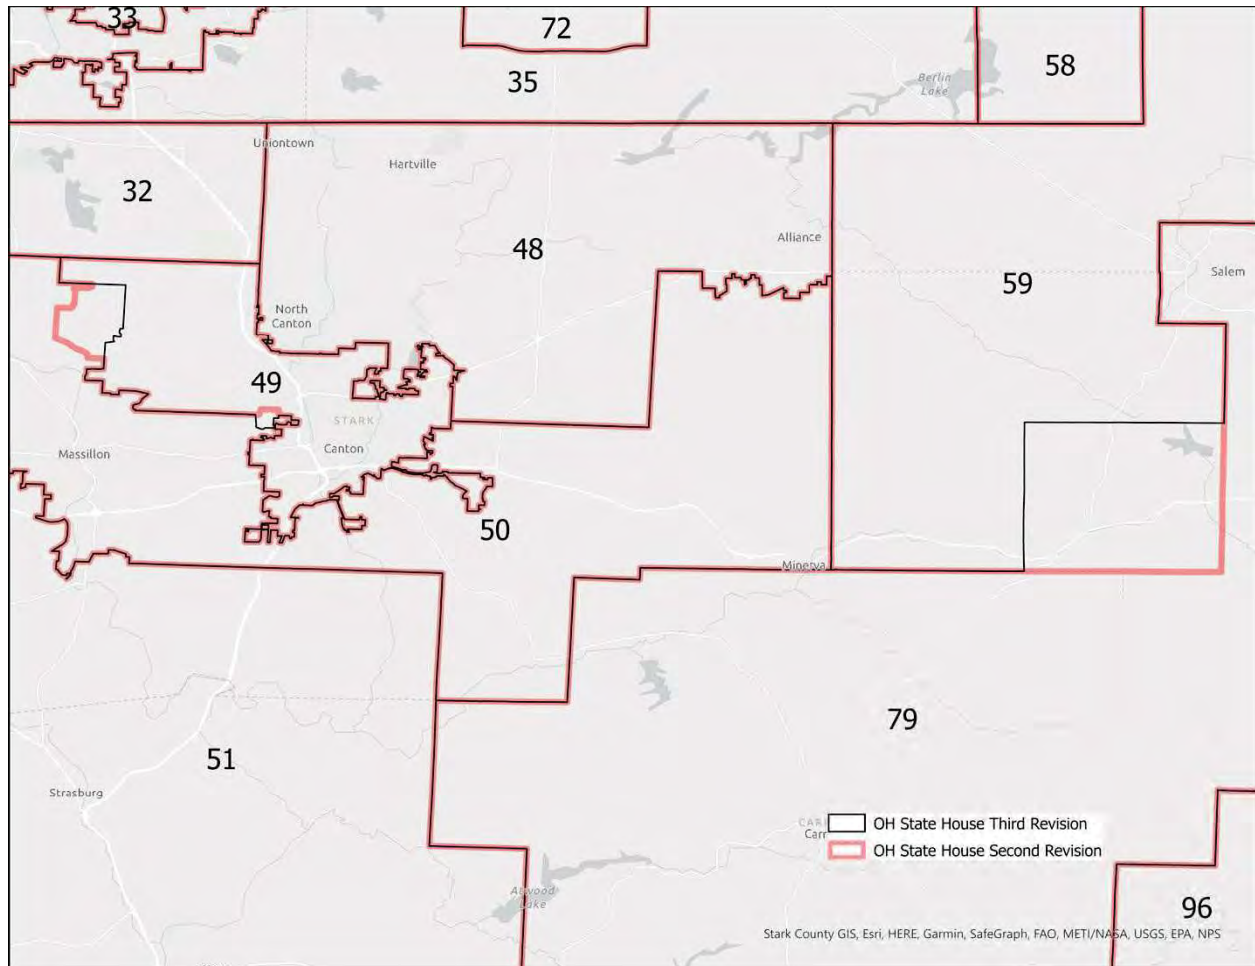 33
72
35
58
Berlin
Lake
Uniontown
Hartville
32
48
Alliance
59
Salem
North
Canton
49
STARK
Canton
Massillon
50
Minerva
79
51
Strasburg
OH State House Third Revision
OH State House Second Revision
CAR
Carr
Atwood
Lake
96
Stark County GIS, Esri, HERE, Garmin, SafeGraph, FAO, METI/NASA, USGS, EPA, NPS